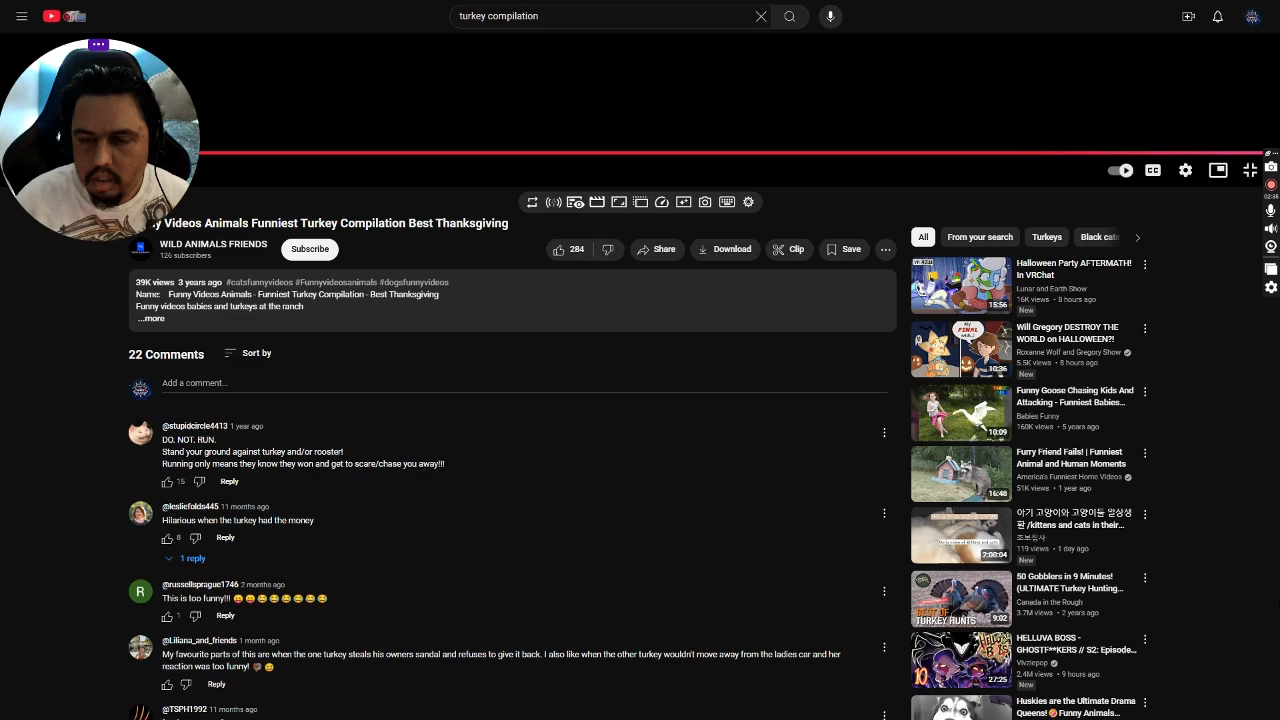 turkey compilation
y Videos Animals Funniest Turkey Compilation Best Thanksgiving
WILD ANIMALS FRIENDS
126 subscribers
Subscribe
284
Share
Download
Clip
Save
39K views 3 years ago #catsfunnyvideos #Funnyvideosanimals #dogsfunnyvideos
Name: Funny Videos Animals - Funniest Turkey Compilation - Best Thanksgiving
Funny videos babies and turkeys at the ranch
...more
22 Comments
Sort by
Add a comment...
@stupidcircle4413 1 year ago
DO. NOT. RUN.
Stand your ground against turkey and/or rooster!
Running only means they know they won and get to scare/chase you away!!!
15 Reply
@lesliefolds445 11 months ago
Hilarious when the turkey had the money
8 Reply
1 reply
R
@russellsprague1746 2 months ago
This is too funny!!! 😛😛😂😂😂😂😂😂
1 Reply
@Liliana_and_friends 1 month ago
My favourite parts of this are when the one turkey steals his owners sandal and refuses to give it back. I also like when the other turkey wouldn't move away from the ladies car and her
reaction was too funny! 🦃😅
Reply
@TSPH1992 11 months ago
All
From your search
Turkeys
Black cats
Halloween Party AFTERMATH!
In VRChat
Lunar and Earth Show
16K views • 8 hours ago
New
15:56
Will Gregory DESTROY THE
WORLD on HALLOWEEN?!
Roxanne Wolf and Gregory Show
5.5K views • 8 hours ago
New
My
FINAL
10:36
Funny Goose Chasing Kids And
Attacking - Funniest Babies...
Babies Funny
160K views • 5 years ago
10:09
Furry Friend Fails! | Funniest
Animal and Human Moments
America's Funniest Home Videos
51K views • 1 year ago
16:48
아기 고양이와 고양이들 일상생
활 /kittens and cats in their...
조보집사
119 views • 1 day ago
New
2:00:04
50 Gobblers in 9 Minutes!
(ULTIMATE Turkey Hunting...
Canada in the Rough
3.7M views • 2 years ago
BEST OF
TURKEY HUNTS
9:02
HELLUVA BOSS -
GHOSTF**KERS // S2: Episode...
Vivziepop
2.4M views • 9 hours ago
New
10
27:25
Huskies are the Ultimate Drama
Queens!🤣 Funny Animals...
CC
02:35